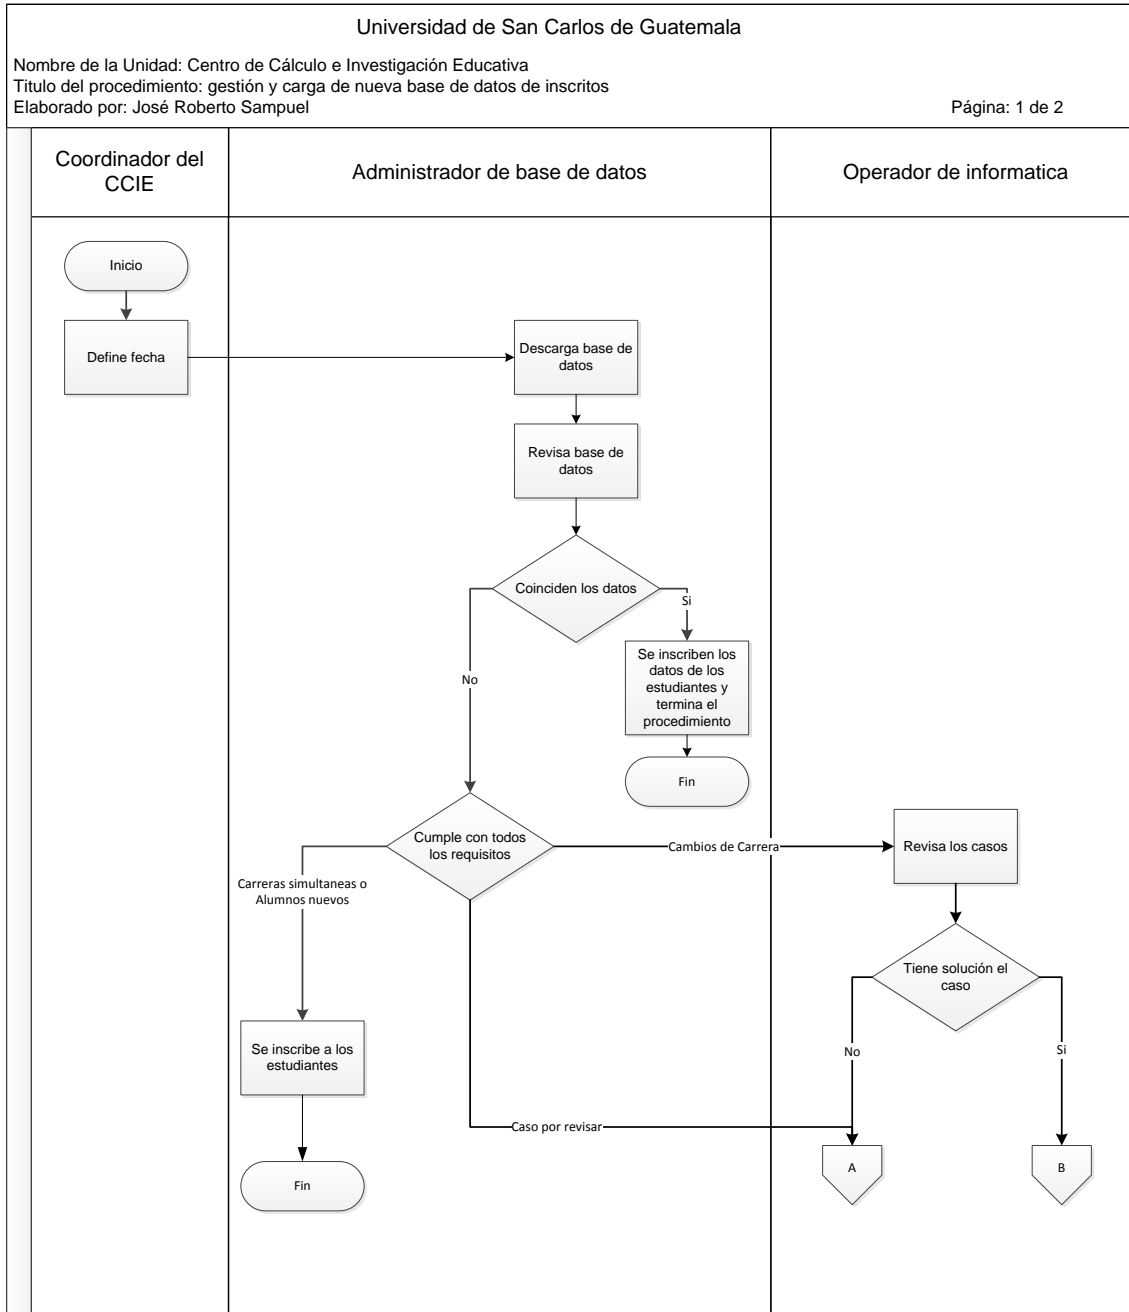 Universidad de San Carlos de Guatemala
Nombre de la Unidad: Centro de Cálculo e Investigación Educativa
Titulo del procedimiento: gestión y carga de nueva base de datos de inscritos
Elaborado por: José Roberto Sampuel
Página: 1 de 2
Coordinador del
CCIE
Administrador de base de datos
Operador de informatica
Inicio
Define fecha
Descarga base de
datos
Revisa base de
datos
Coinciden los datos
Si
No
Se inscriben los
datos de los
estudiantes y
termina el
procedimiento
Fin
Cumple con todos
los requisitos
Cambios de Carrera
Revisa los casos
Carreras simultaneas o
Alumnos nuevos
Tiene solución el
caso
No
Si
Se inscribe a los
estudiantes
Caso por revisar
A
B
Fin